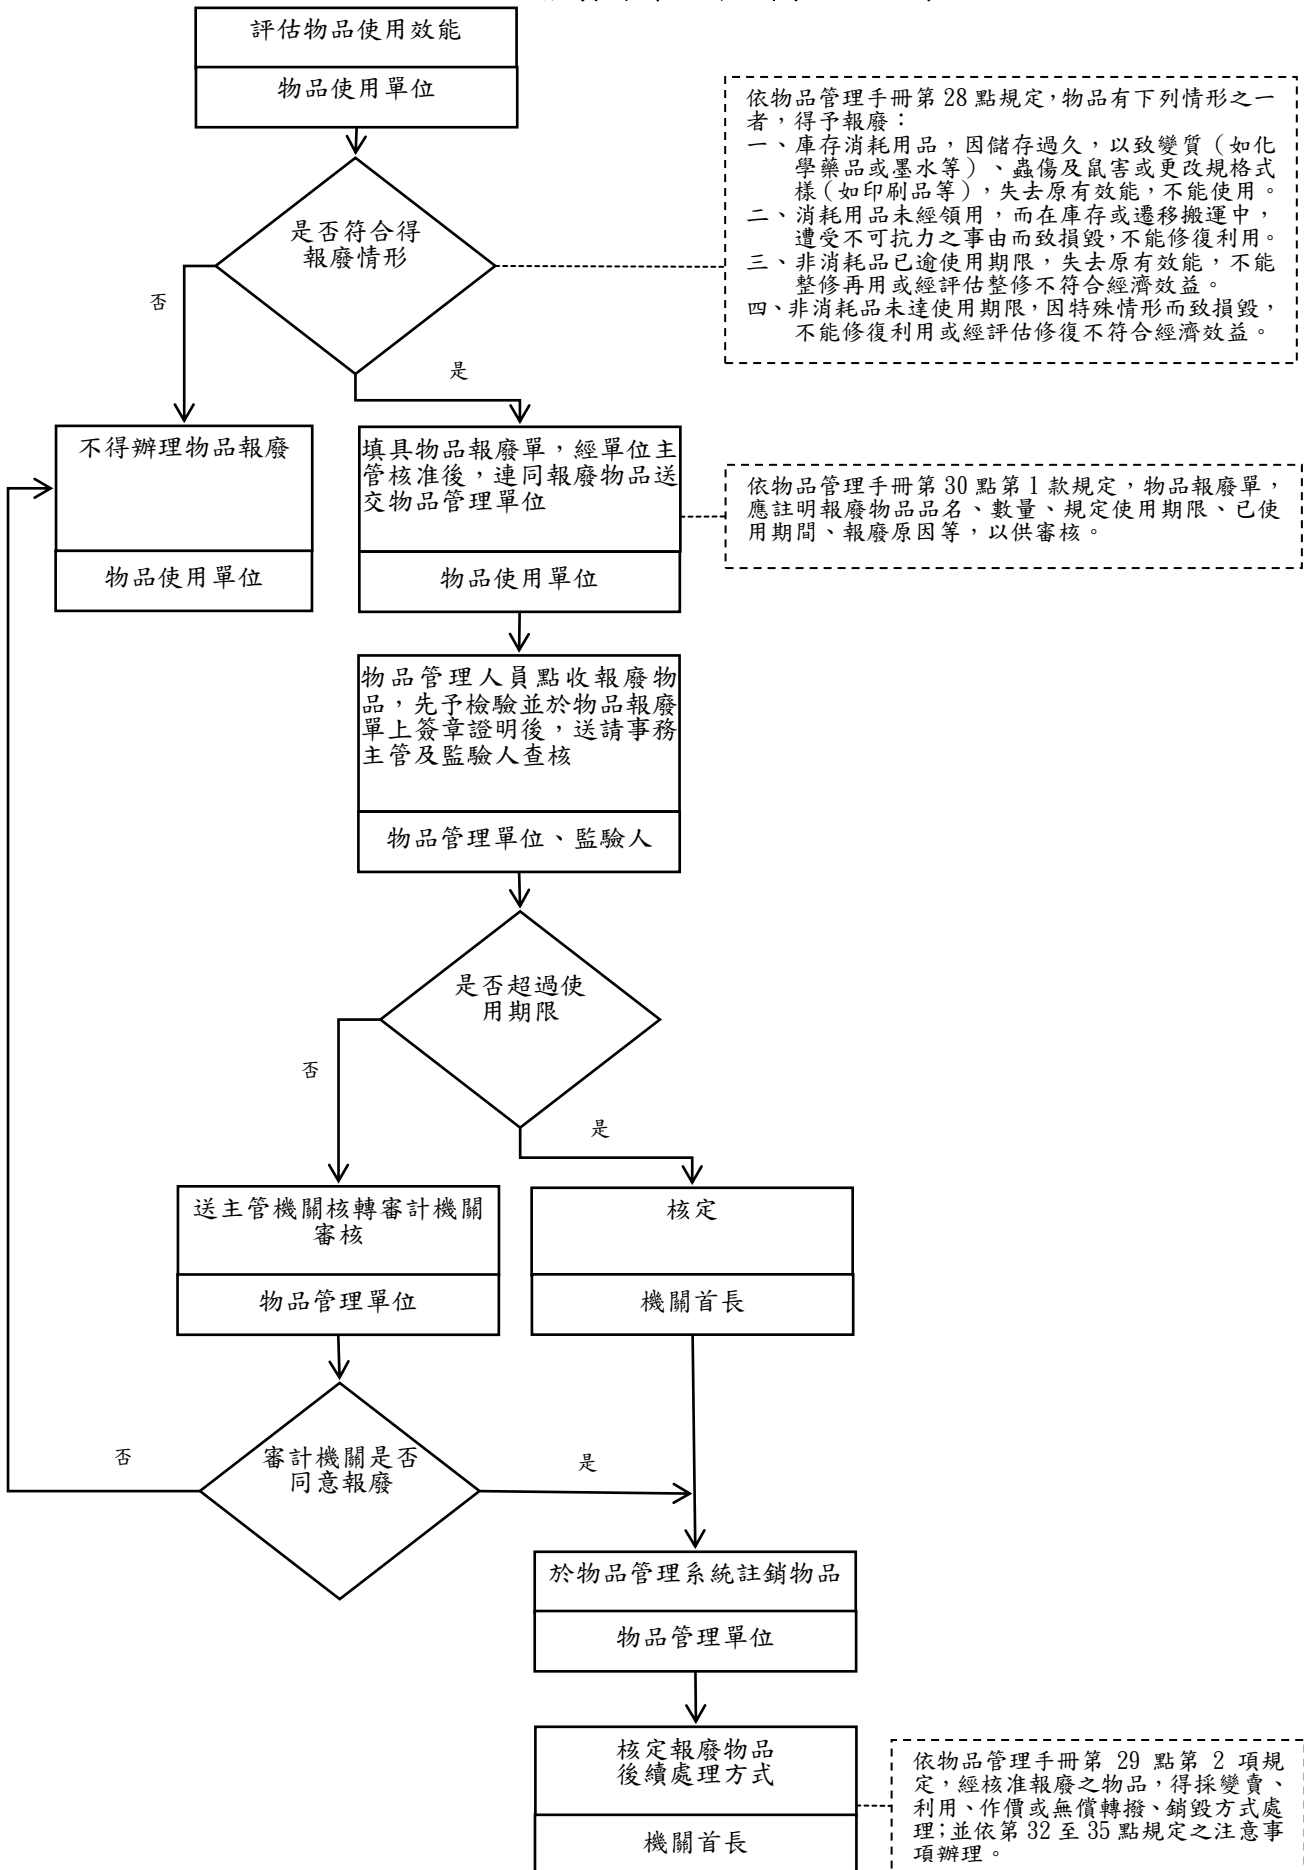 評估物品使用效能
物品使用單位
依物品管理手冊第28點規定，物品有下列情形之一
者，得予報廢：
一、庫存消耗用品，因儲存過久，以致變質（如化
學藥品或墨水等）、蟲傷及鼠害或更改規格式
樣（如印刷品等），失去原有效能，不能使用。
二、消耗用品未經領用，而在庫存或遷移搬運中，
遭受不可抗力之事由而致損毀，不能修復利用。
三、非消耗品已逾使用期限，失去原有效能，不能
整修再用或經評估整修不符合經濟效益。
四、非消耗品未達使用期限，因特殊情形而致損毀，
不能修復利用或經評估修復不符合經濟效益。
是否符合得
報廢情形
否
是
不得辦理物品報廢
物品使用單位
填具物品報廢單，經單位主
管核准後，連同報廢物品送
交物品管理單位
物品使用單位
依物品管理手冊第30點第1款規定，物品報廢單，
應註明報廢物品品名、數量、規定使用期限、已使
用期間、報廢原因等，以供審核。
物品管理人員點收報廢物
品，先予檢驗並於物品報廢
單上簽章證明後，送請事務
主管及監驗人查核
物品管理單位、監驗人
是否超過使
用期限
否
是
送主管機關核轉審計機關
審核
物品管理單位
核定
機關首長
審計機關是否
同意報廢
否
是
於物品管理系統註銷物品
物品管理單位
核定報廢物品
後續處理方式
機關首長
依物品管理手冊第 29 點第 2 項規
定，經核准報廢之物品，得採變賣、
利用、作價或無償轉撥、銷毀方式處
理；並依第 32 至 35 點規定之注意事
項辦理。